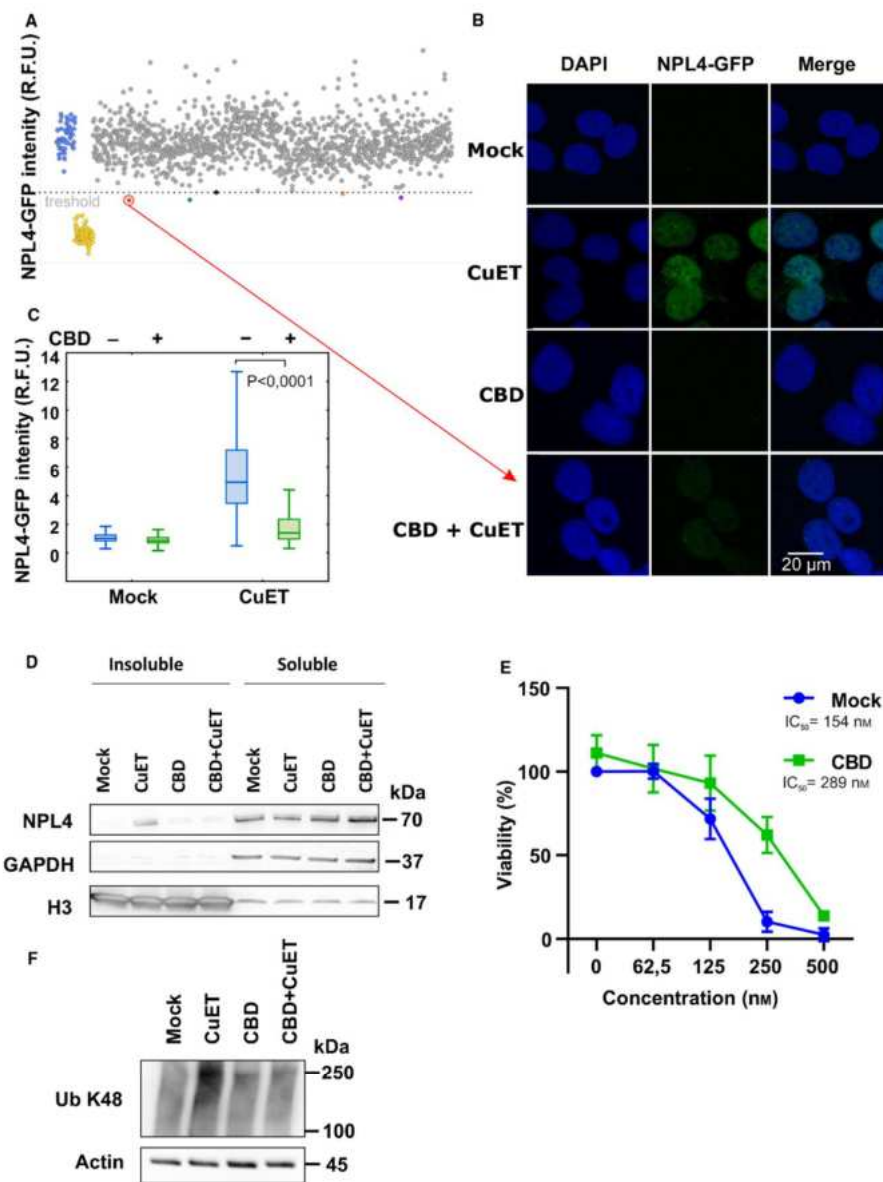 A
NPL4-GFP intenity (R.F.U.)
treshold
B
DAPI NPL4-GFP Merge
Mock
CuET
CBD
CBD + CuET
20 µm
C
CBD – + – +
P<0,0001
NPL4-GFP intenity (R.F.U.)
14
12
10
8
6
4
2
0
Mock CuET
D
Insoluble Soluble
Mock CuET CBD CBD+CuET Mock CuET CBD CBD+CuET
kDa
NPL4 70
GAPDH 37
H3 17
E
Viability (%)
150
100
50
0
Mock
IC₅₀= 154 nM
CBD
IC₅₀= 289 nM
0 62,5 125 250 500
Concentration (nM)
F
Mock CuET CBD CBD+CuET
kDa
Ub K48
250
100
Actin 45